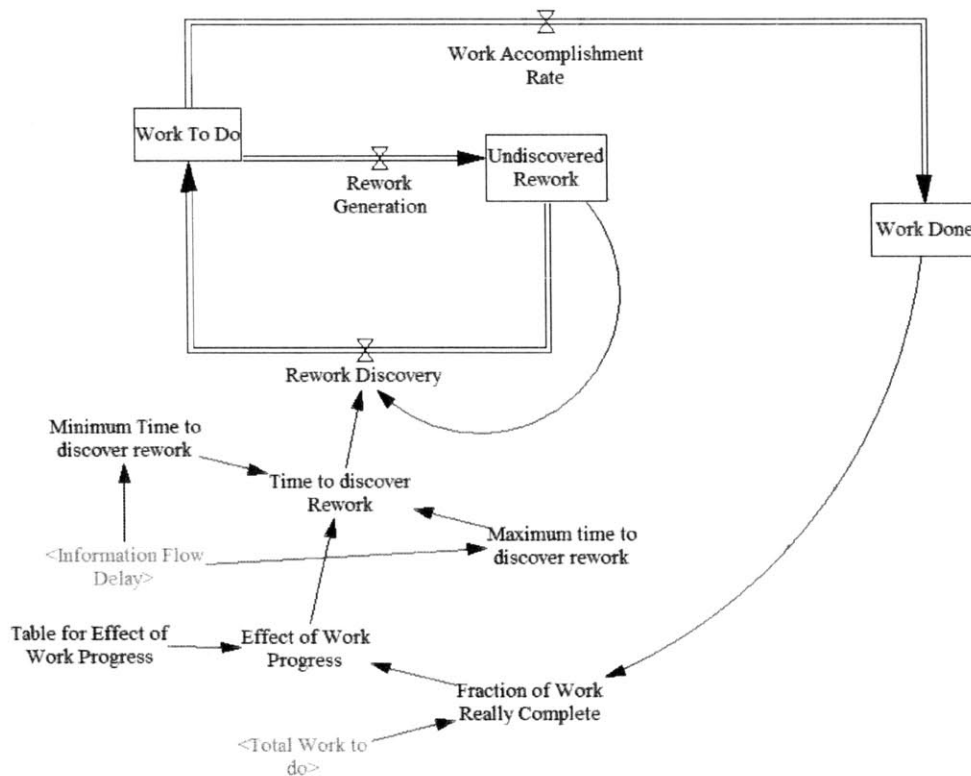 Work Accomplishment
Rate
Work To Do
Undiscovered
Rework
Rework
Generation
Work Done
Rework Discovery
Minimum Time to
discover rework
Time to discover
Rework
Maximum time to
discover rework
<Information Flow
Delay>
Table for Effect of
Work Progress
Effect of Work
Progress
Fraction of Work
Really Complete
<Total Work to
do>